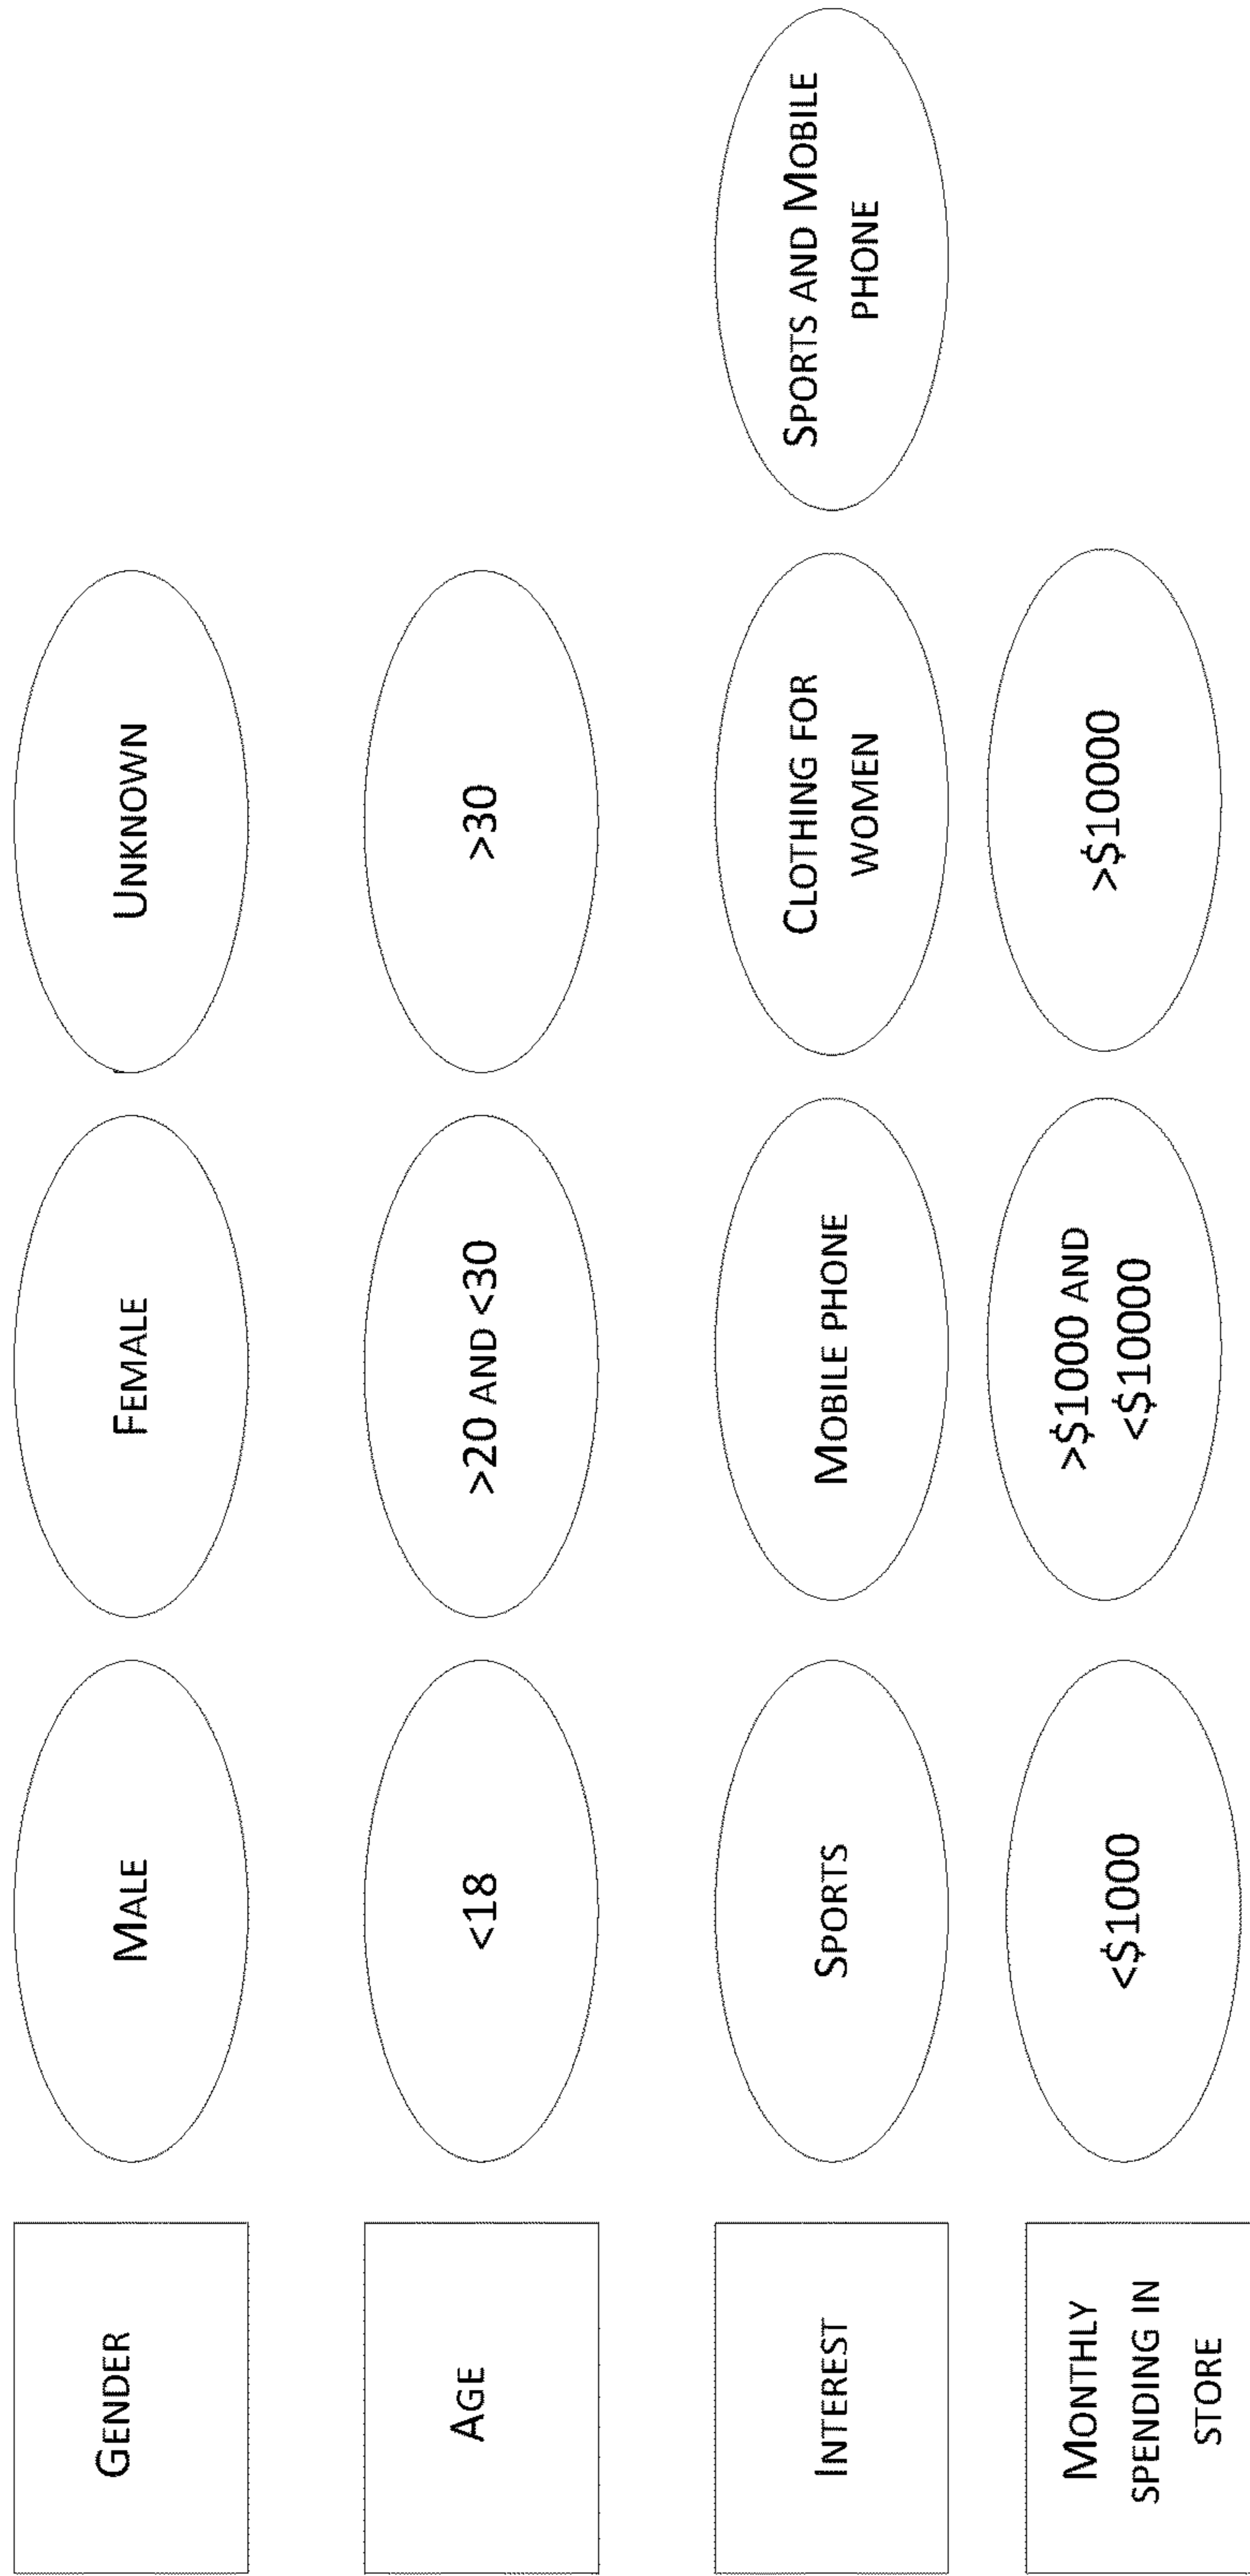 GENDER
MALE
FEMALE
UNKNOWN
AGE
<18
>20 AND <30
>30
INTEREST
SPORTS
MOBILE PHONE
CLOTHING FOR
WOMEN
SPORTS AND MOBILE
PHONE
MONTHLY
SPENDING IN
STORE
<$1000
>$1000 AND
<$10000
>$10000